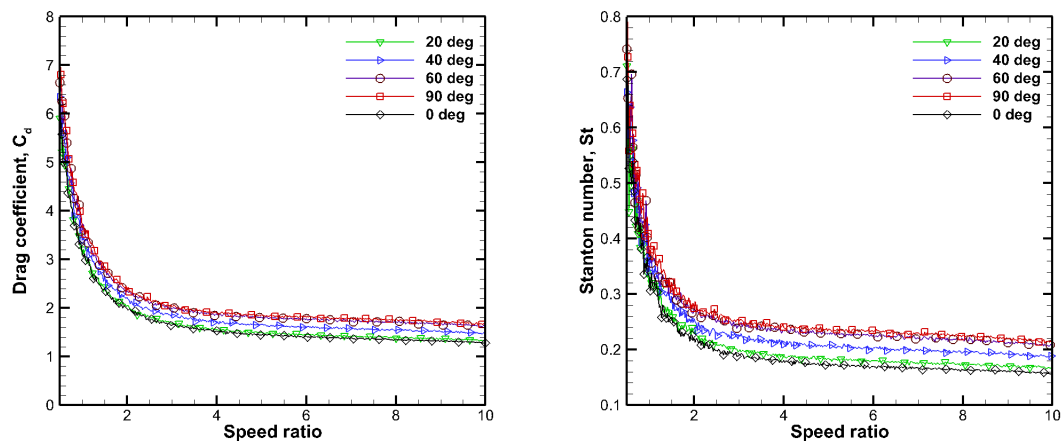 8
7
6
5
4
3
2
1
0
Drag coefficient, Cd
20 deg
40 deg
60 deg
90 deg
0 deg
2 4 6 8 10
Speed ratio
0.8
0.7
0.6
0.5
0.4
0.3
0.2
0.1
Stanton number, St
20 deg
40 deg
60 deg
90 deg
0 deg
2 4 6 8 10
Speed ratio